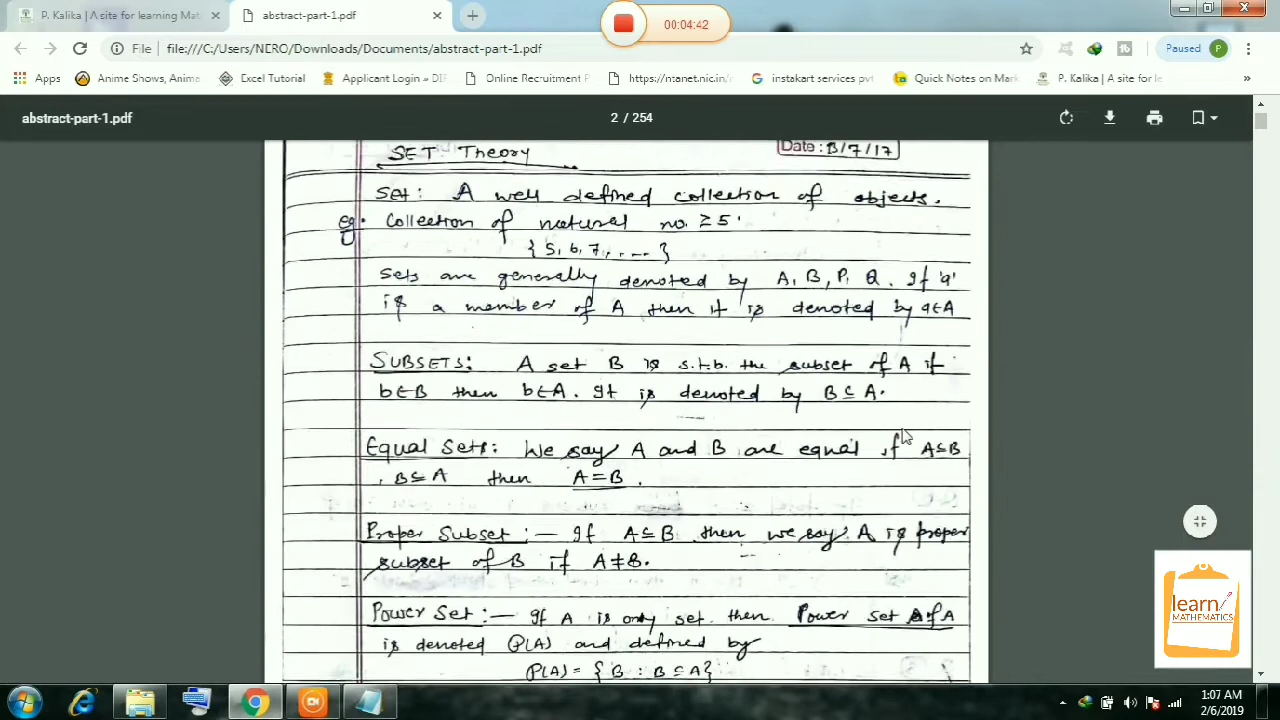 P. Kalika | A site for learning Math
abstract-part-1.pdf
00:04:42
File | file:///C:/Users/NERO/Downloads/Documents/abstract-part-1.pdf
Paused
P
Apps
Anime Shows, Anima
Excel Tutorial
Applicant Login – DI
Online Recruitment P
https://ntanet.nic.in/
instakart services pvt
Quick Notes on Mark
P. Kalika | A site for le
»
abstract-part-1.pdf
2 / 254
SET Theory
Date: 13/7/17
Set: A well defined collection of objects.
eg. Collection of natural no. ≥ 5.
{5, 6, 7, ....}
Sets are generally denoted by A, B, P, Q. If 'a'
is a member of A then it is denoted by a∈A
SUBSETS: A set B is s.t.b. the subset of A if
b∈B then b∈A. It is denoted by B⊆A.
Equal Sets: We say A and B are equal if A⊆B
, B⊆A then A=B.
Proper Subset :- If A⊆B then we say A is proper
subset of B if A≠B.
Power Set :- If A is any set then Power set of A
is denoted P(A) and defined by
P(A) = {B : B⊆A}
learn
MATHEMATICS
1:07 AM
2/6/2019